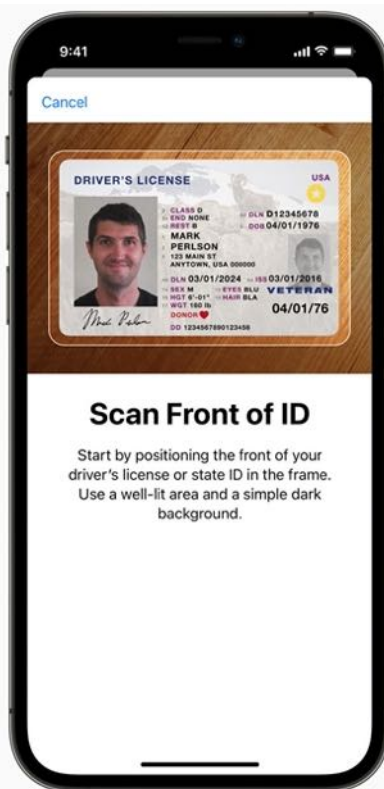 9:41
Cancel
DRIVER'S LICENSE
USA
9 CLASS D
END NONE
DLN D12345678
12 REST B
DOB 04/01/1976
MARK
PERLSON
123 MAIN ST
ANYTOWN, USA 000000
DLN 03/01/2024
ISS 03/01/2016
SEX M
EYES BLU
VETERAN
HGT 6'-01"
HAIR BLA
WGT 160 lb
04/01/76
DONOR
DD 1234567890123456
Scan Front of ID
Start by positioning the front of your
driver's license or state ID in the frame.
Use a well-lit area and a simple dark
background.